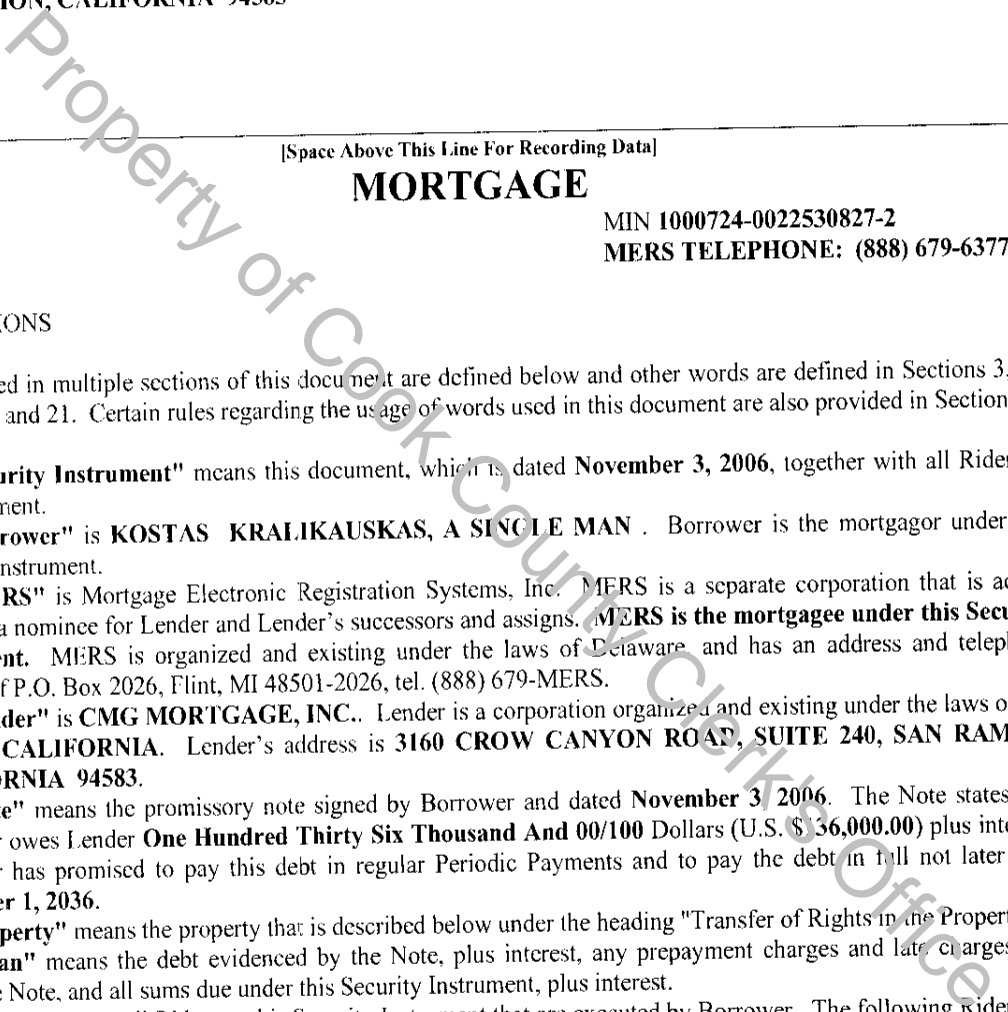 ION, CALIFORNIA 94583
[Space Above This Line For Recording Data]
MORTGAGE
MIN 1000724-0022530827-2
MERS TELEPHONE: (888) 679-6377
IONS
ed in multiple sections of this document are defined below and other words are defined in Sections 3,
and 21. Certain rules regarding the usage of words used in this document are also provided in Section
urity Instrument" means this document, which is dated November 3, 2006, together with all Rider
ment.
rower" is KOSTAS KRALIKAUSKAS, A SINGLE MAN . Borrower is the mortgagor under
nstrument.
RS" is Mortgage Electronic Registration Systems, Inc. MERS is a separate corporation that is ac
a nominee for Lender and Lender's successors and assigns. MERS is the mortgagee under this Secu
nt. MERS is organized and existing under the laws of Delaware, and has an address and telep
f P.O. Box 2026, Flint, MI 48501-2026, tel. (888) 679-MERS.
der" is CMG MORTGAGE, INC.. Lender is a corporation organized and existing under the laws o
CALIFORNIA. Lender's address is 3160 CROW CANYON ROAD, SUITE 240, SAN RAM
RNIA 94583.
e" means the promissory note signed by Borrower and dated November 3, 2006. The Note states
r owes Lender One Hundred Thirty Six Thousand And 00/100 Dollars (U.S. $136,000.00) plus inte
r has promised to pay this debt in regular Periodic Payments and to pay the debt in full not later
er 1, 2036.
perty" means the property that is described below under the heading "Transfer of Rights in the Propert
an" means the debt evidenced by the Note, plus interest, any prepayment charges and late charges
e Note, and all sums due under this Security Instrument, plus interest.
Borrower. The following Rider
Property of Cook County Clerk's Office